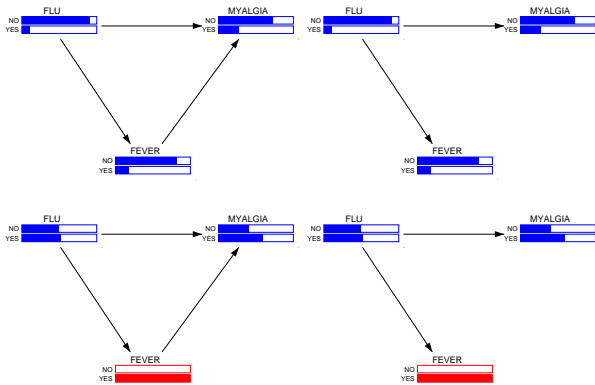 FLU
NO
YES
MYALGIA
NO
YES
FEVER
NO
YES
FLU
NO
YES
MYALGIA
NO
YES
FEVER
NO
YES
FLU
NO
YES
MYALGIA
NO
YES
FEVER
NO
YES
FLU
NO
YES
MYALGIA
NO
YES
FEVER
NO
YES